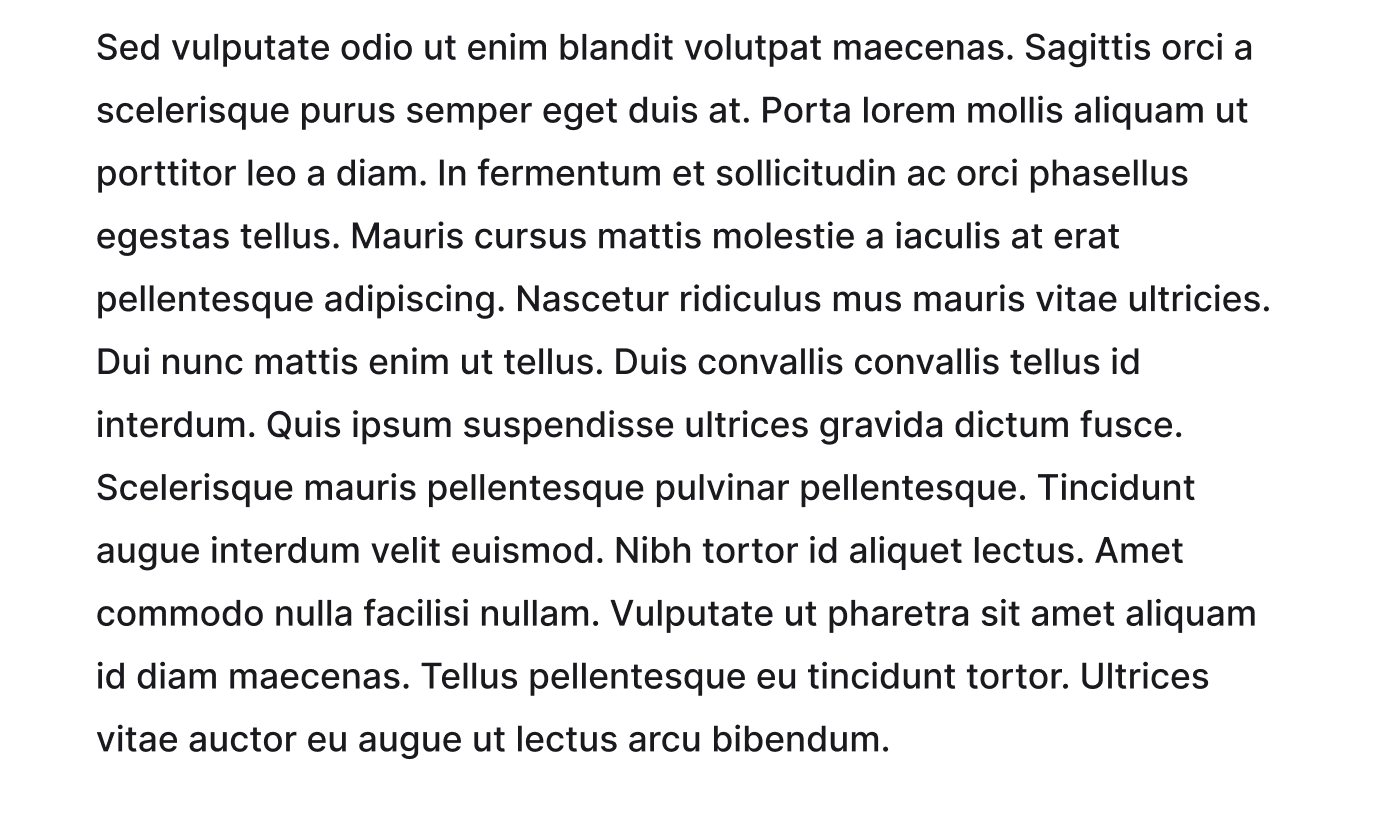 Sed vulputate odio ut enim blandit volutpat maecenas. Sagittis orci a
scelerisque purus semper eget duis at. Porta lorem mollis aliquam ut
porttitor leo a diam. In fermentum et sollicitudin ac orci phasellus
egestas tellus. Mauris cursus mattis molestie a iaculis at erat
pellentesque adipiscing. Nascetur ridiculus mus mauris vitae ultricies.
Dui nunc mattis enim ut tellus. Duis convallis convallis tellus id
interdum. Quis ipsum suspendisse ultrices gravida dictum fusce.
Scelerisque mauris pellentesque pulvinar pellentesque. Tincidunt
augue interdum velit euismod. Nibh tortor id aliquet lectus. Amet
commodo nulla facilisi nullam. Vulputate ut pharetra sit amet aliquam
id diam maecenas. Tellus pellentesque eu tincidunt tortor. Ultrices
vitae auctor eu augue ut lectus arcu bibendum.